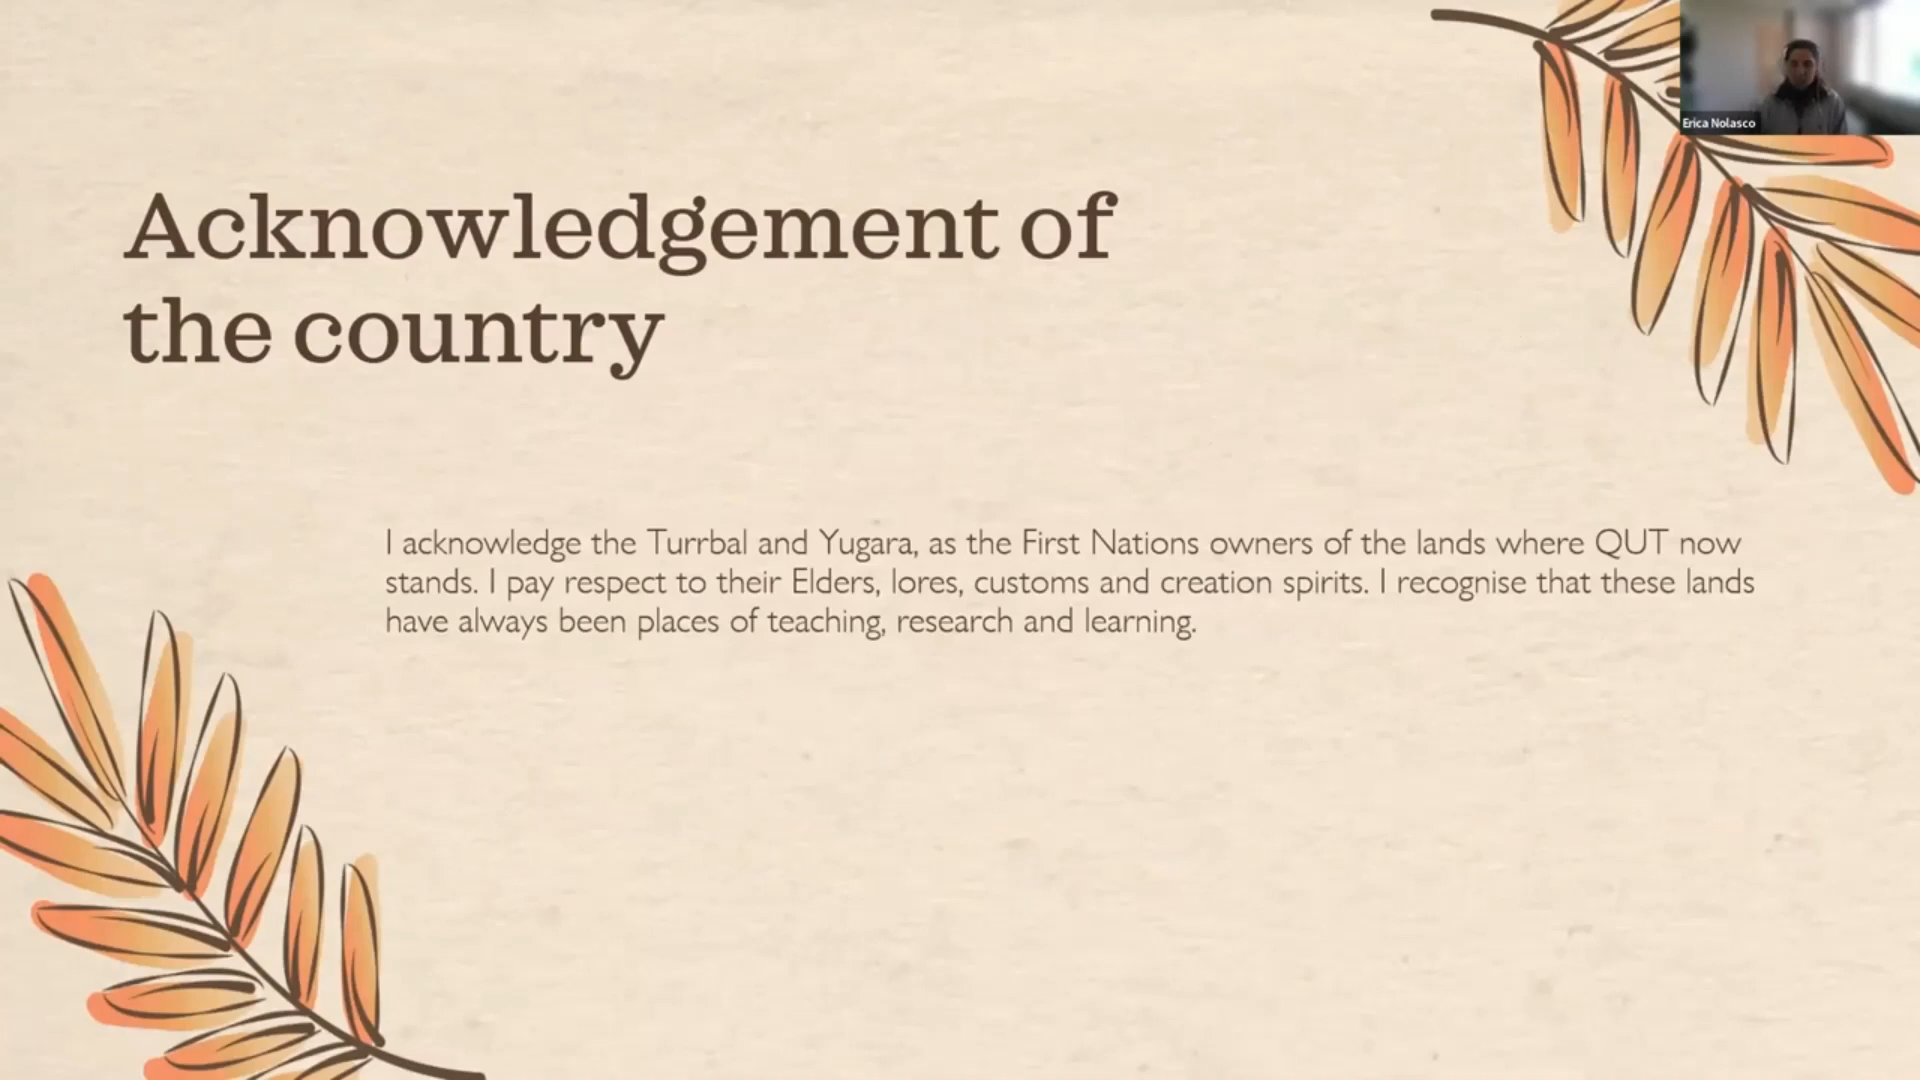 Acknowledgement of
the country
I acknowledge the Turrbal and Yugara, as the First Nations owners of the lands where QUT now
stands. I pay respect to their Elders, lores, customs and creation spirits. I recognise that these lands
have always been places of teaching, research and learning.
Erica Nolasco